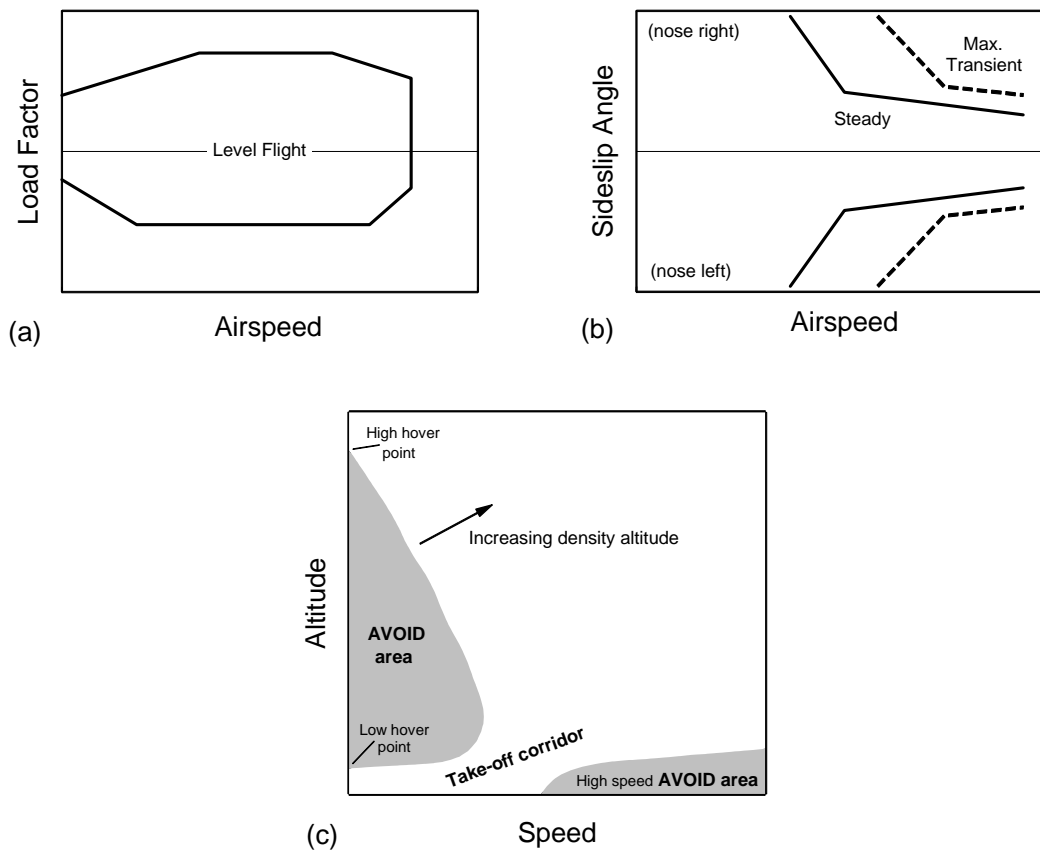 Load Factor
Level Flight
(a)
Airspeed
(nose right)
Max.
Transient
Steady
Sideslip Angle
(nose left)
(b)
Airspeed
High hover
point
Increasing density altitude
Altitude
AVOID
area
Low hover
point
Take-off corridor
High speed AVOID area
(c)
Speed